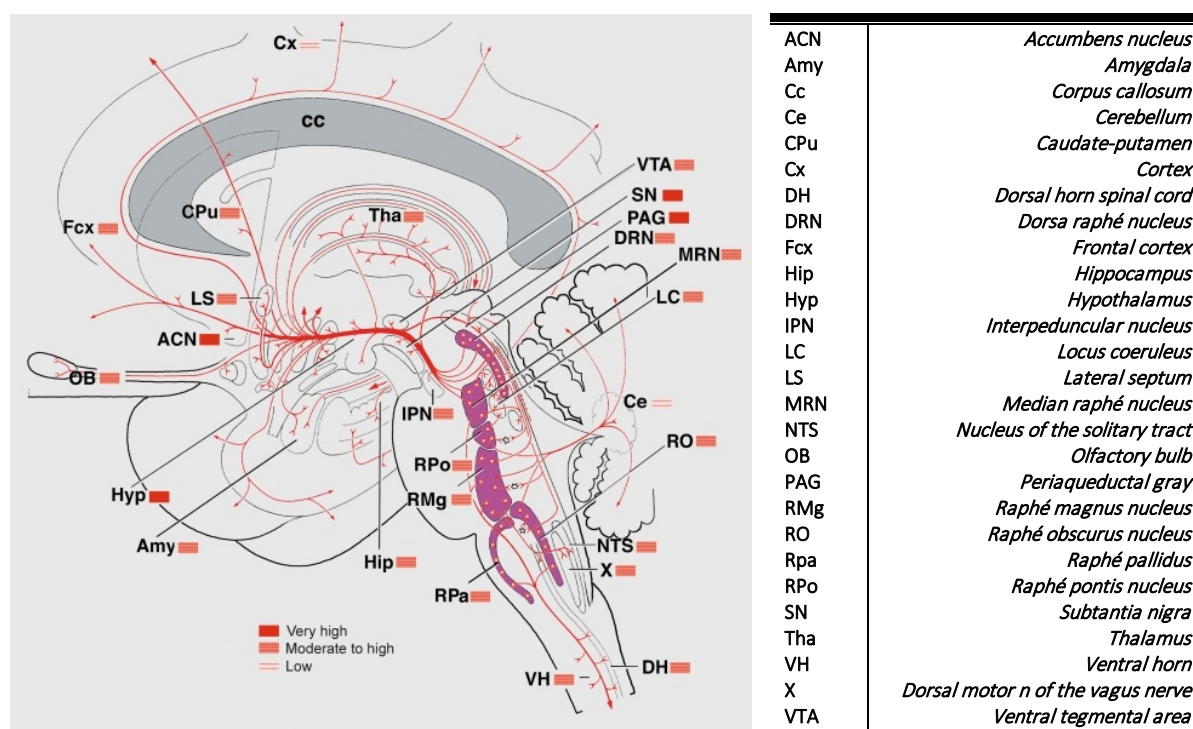 Cx
cc
VTA
SN
CPu
Tha
PAG
Fcx
DRN
MRN
LS
LC
ACN
OB
Ce
IPN
RO
RPo
Hyp
RMg
Amy
NTS
Hip
X
RPa
Very high
Moderate to high
Low
DH
VH
ACN Accumbens nucleus
Amy Amygdala
Cc Corpus callosum
Ce Cerebellum
CPu Caudate-putamen
Cx Cortex
DH Dorsal horn spinal cord
DRN Dorsa raphé nucleus
Fcx Frontal cortex
Hip Hippocampus
Hyp Hypothalamus
IPN Interpeduncular nucleus
LC Locus coeruleus
LS Lateral septum
MRN Median raphé nucleus
NTS Nucleus of the solitary tract
OB Olfactory bulb
PAG Periaqueductal gray
RMg Raphé magnus nucleus
RO Raphé obscurus nucleus
Rpa Raphé pallidus
RPo Raphé pontis nucleus
SN Subtantia nigra
Tha Thalamus
VH Ventral horn
X Dorsal motor n of the vagus nerve
VTA Ventral tegmental area